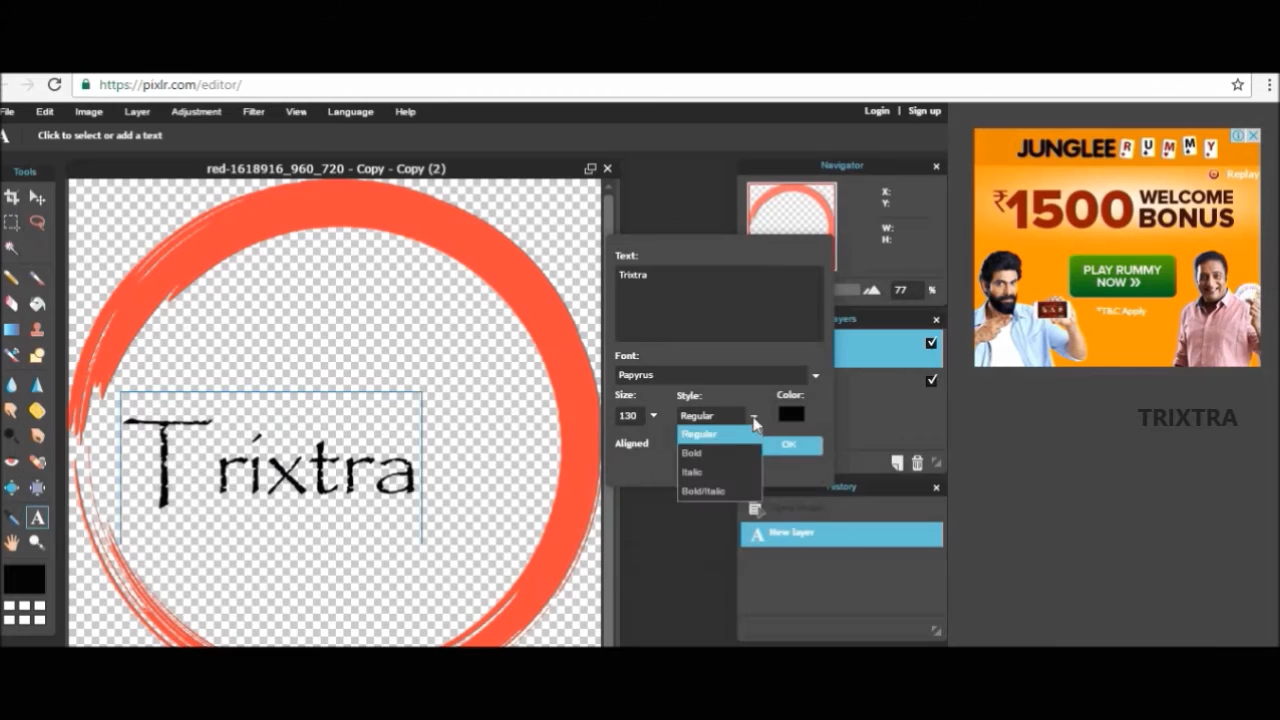 https://pixlr.com/editor/
File Edit Image Layer Adjustment Filter View Language Help Login | Sign up
A Click to select or add a text
Tools
red-1618916_960_720 - Copy - Copy (2)
Navigator
X:
Y:
W:
H:
77 %
Text:
Trixtra
Font:
Papyrus
Size: Style: Color:
130 Regular
Regular
Bold
Italic
Bold/Italic
Aligned
OK
Trixtra
A
History
A New layer
JUNGLEE RUMMY
Replay
₹1500 WELCOME BONUS
PLAY RUMMY NOW »
*T&C Apply
TRIXTRA